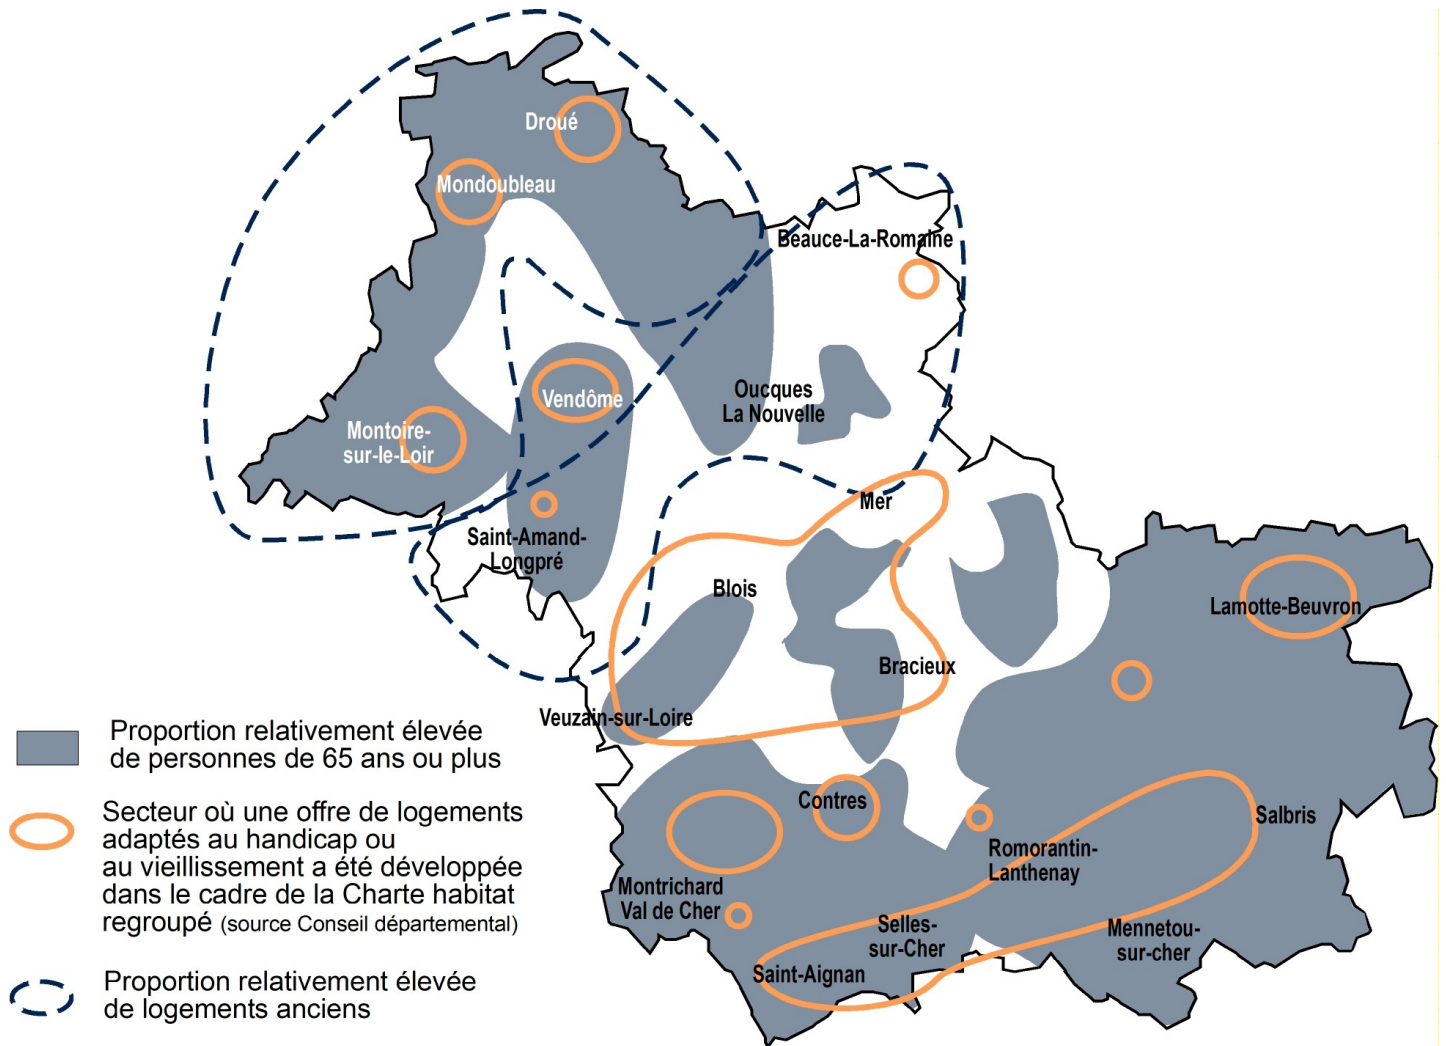 Droué
Mondoubleau
Beauce-La-Romaine
Oucques
La Nouvelle
Vendôme
Montoire-
sur-le-Loir
Mer
Saint-Amand-
Longpré
Blois
Lamotte-Beuvron
Bracieux
Veuzain-sur-Loire
Contres
Salbris
Romorantin-
Lanthenay
Montrichard
Val de Cher
Selles-
sur-Cher
Mennetou-
sur-cher
Saint-Aignan
Proportion relativement élevée
de personnes de 65 ans ou plus
Secteur où une offre de logements
adaptés au handicap ou
au vieillissement a été développée
dans le cadre de la Charte habitat
regroupé (source Conseil départemental)
Proportion relativement élevée
de logements anciens